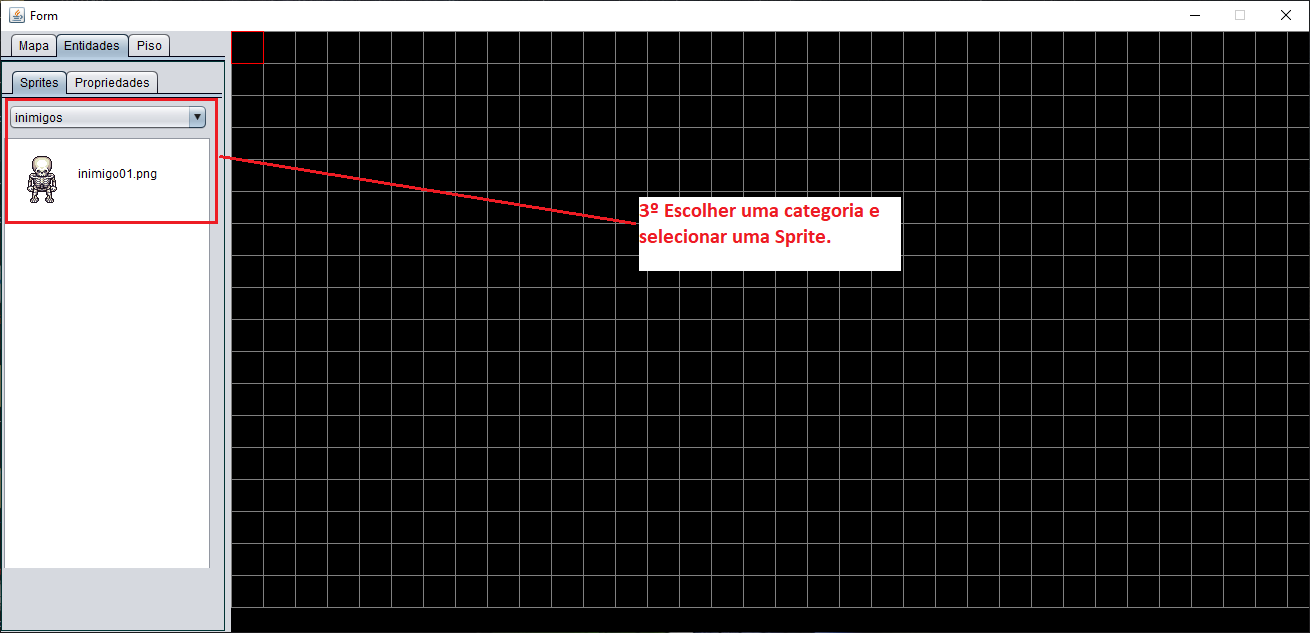 Form
Mapa Entidades Piso
Sprites Propriedades
inimigos
inimigo01.png
3º Escolher uma categoria e
selecionar uma Sprite.